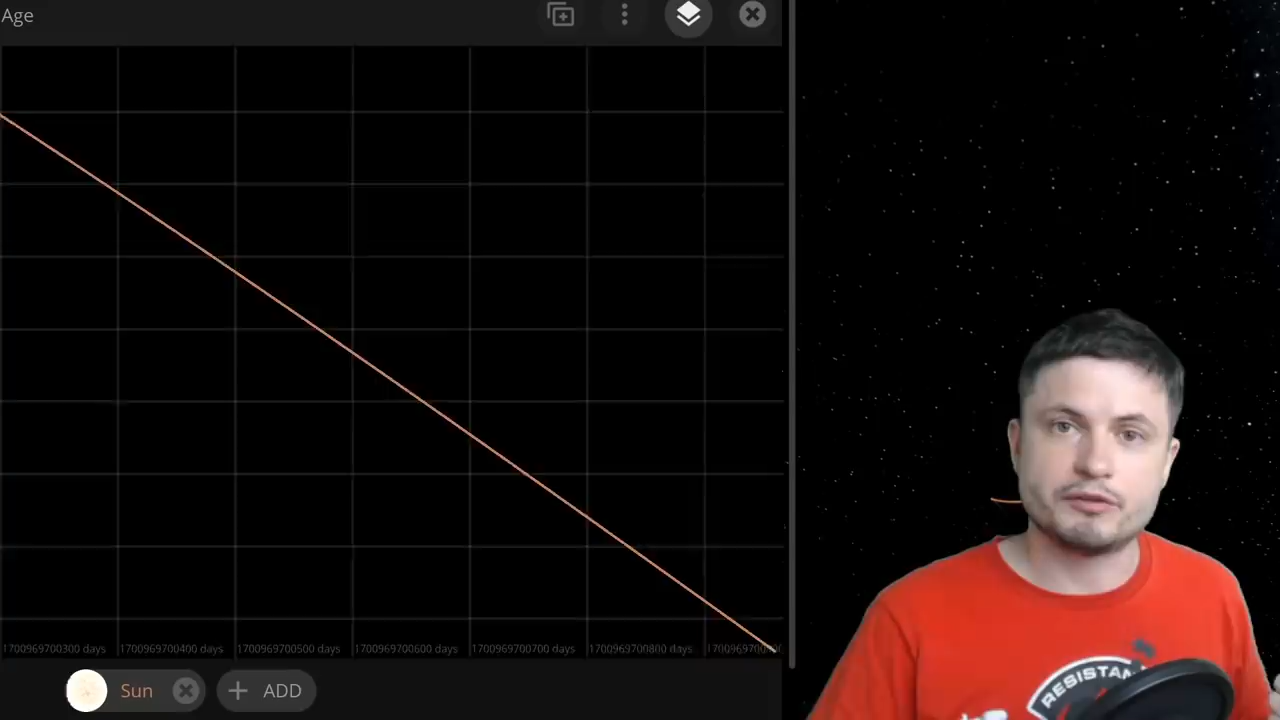 Age
1700969700300 days
1700969700400 days
1700969700500 days
1700969700600 days
1700969700700 days
1700969700800 days
Sun
ADD